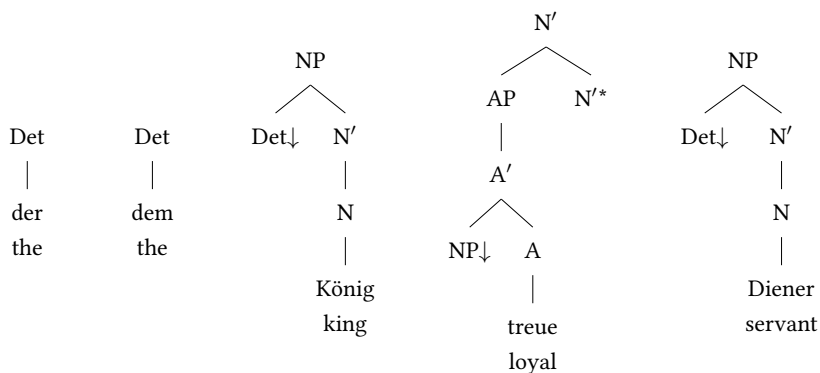 N′
NP NP
AP N′*
Det Det Det↓ N′ Det↓ N′
A′
der dem N N
the the
NP↓ A
König Diener
king servant
treue
loyal